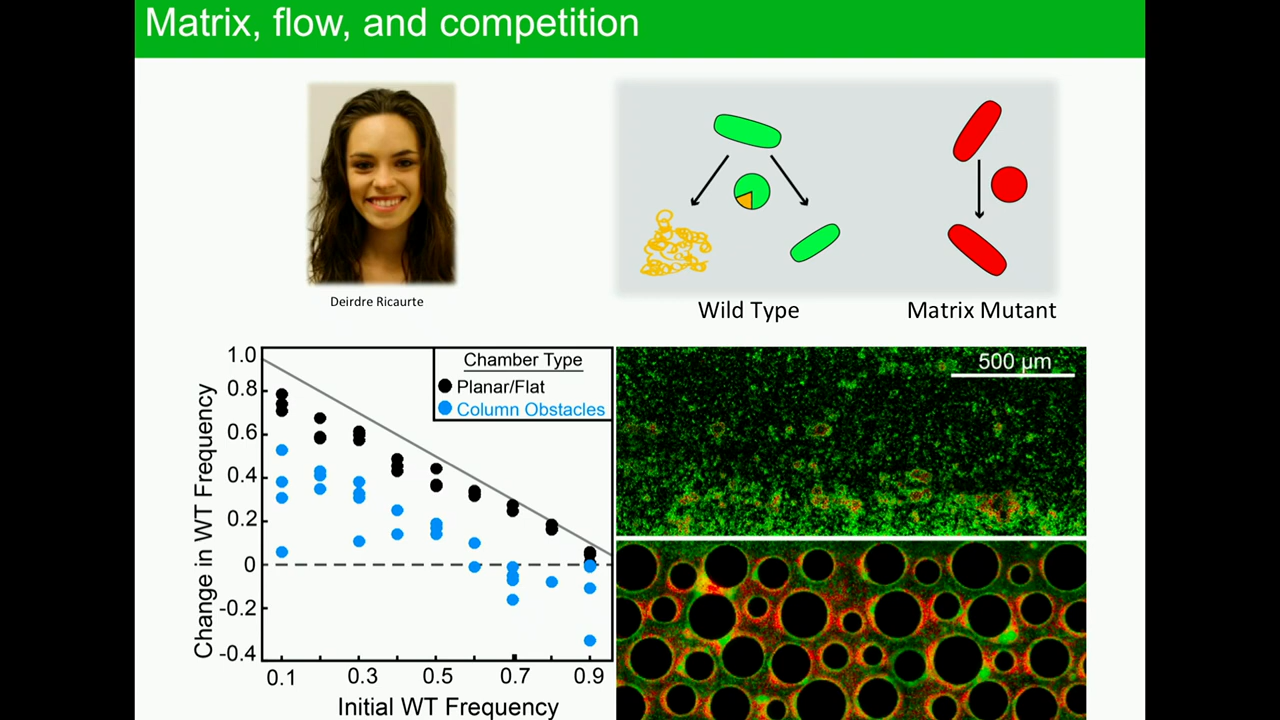 Matrix, flow, and competition
Deirdre Ricaurte
Wild Type
Matrix Mutant
Change in WT Frequency
1.0
0.8
0.6
0.4
0.2
0
-0.2
-0.4
Chamber Type
Planar/Flat
Column Obstacles
0.1
0.3
0.5
0.7
0.9
Initial WT Frequency
500 µm